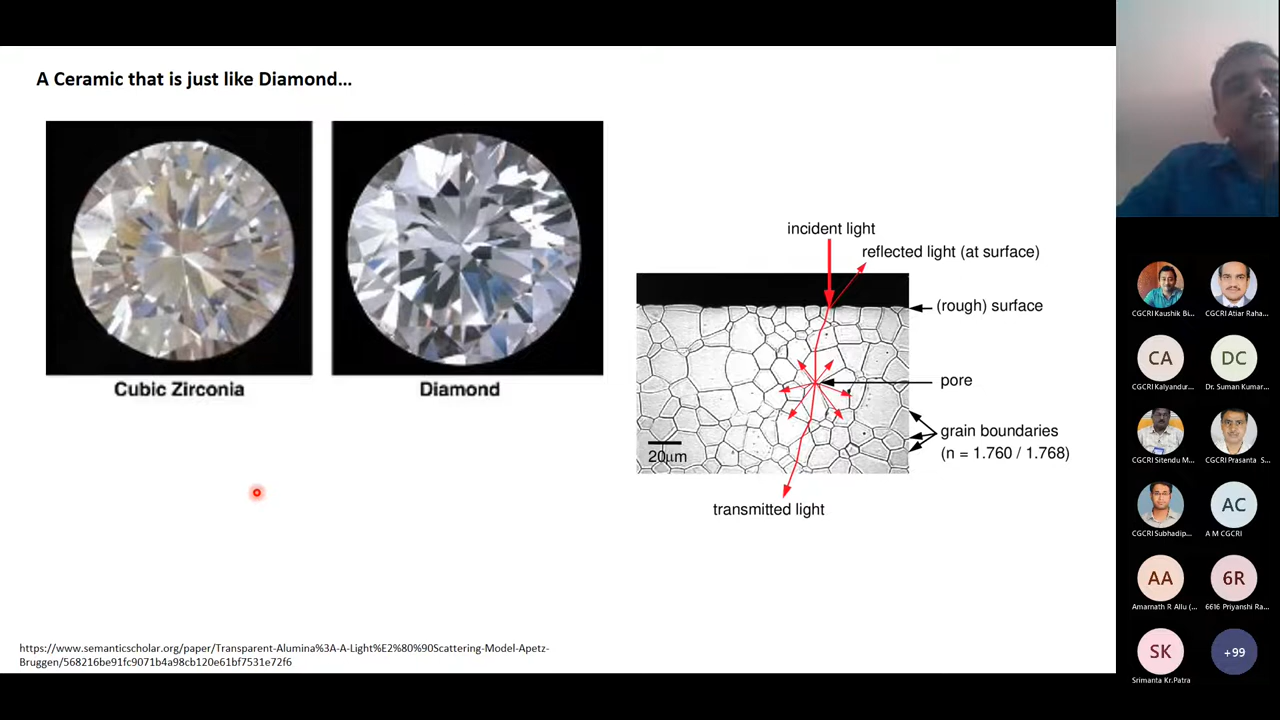 A Ceramic that is just like Diamond...
Cubic Zirconia
Diamond
incident light
reflected light (at surface)
(rough) surface
pore
grain boundaries
(n = 1.760 / 1.768)
20μm
transmitted light
https://www.semanticscholar.org/paper/Transparent-Alumina%3A-A-Light%E2%80%90Scattering-Model-Apetz-
Bruggen/568216be91fc9071b4a98cb120e61bf7531e72f6
CGCRI Kaushik Bi...
CGCRI Atiar Raha...
CA
DC
CGCRI Kalyandur...
Dr. Suman Kumar...
CGCRI Sitendu M...
CGCRI Prasanta S...
AC
CGCRI Subhadip...
A M CGCRI
AA
6R
Amarnath R Allu (...
6616 Priyanshi Ra...
SK
+99
Srimanta Kr.Patra